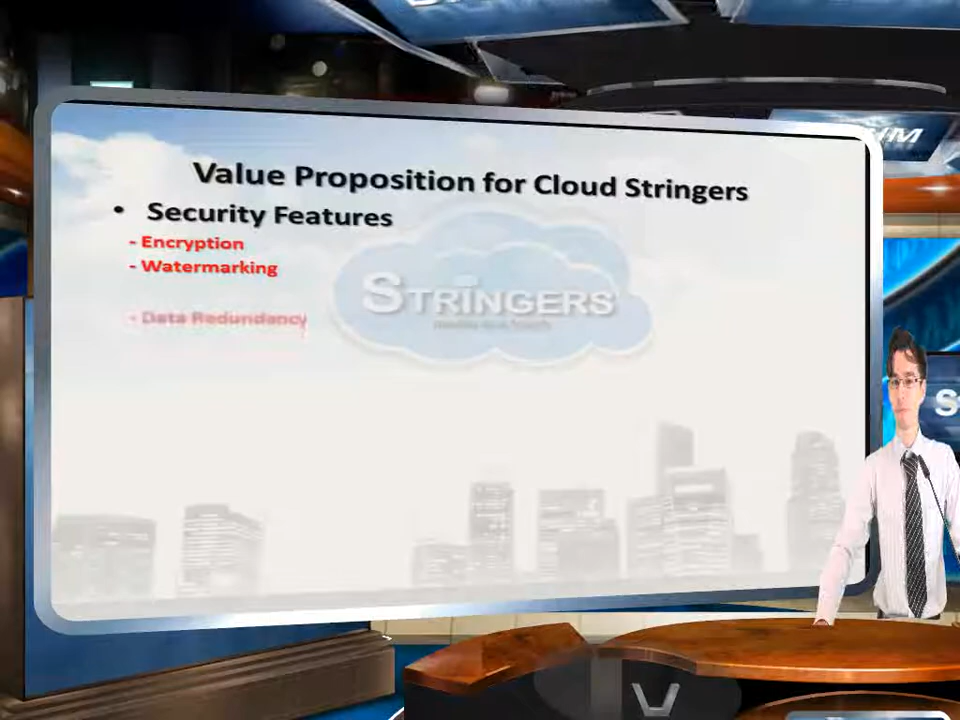 Value Proposition for Cloud Stringers
• Security Features
- Encryption
- Watermarking
- Data Redundancy
STRINGERS
S